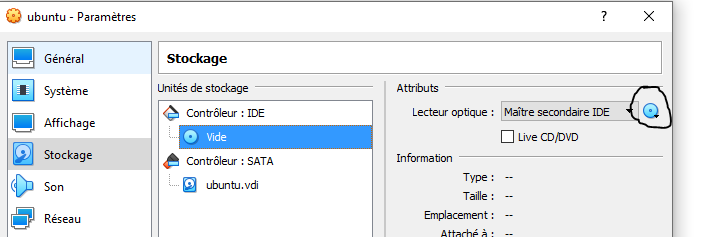 ubuntu - Paramètres
?
Général
Système
Affichage
Stockage
Son
Réseau
Stockage
Unités de stockage
Contrôleur : IDE
Vide
Contrôleur : SATA
ubuntu.vdi
Attributs
Lecteur optique : Maître secondaire IDE
Live CD/DVD
Information
Type : --
Taille : --
Emplacement : --
Attaché à : --